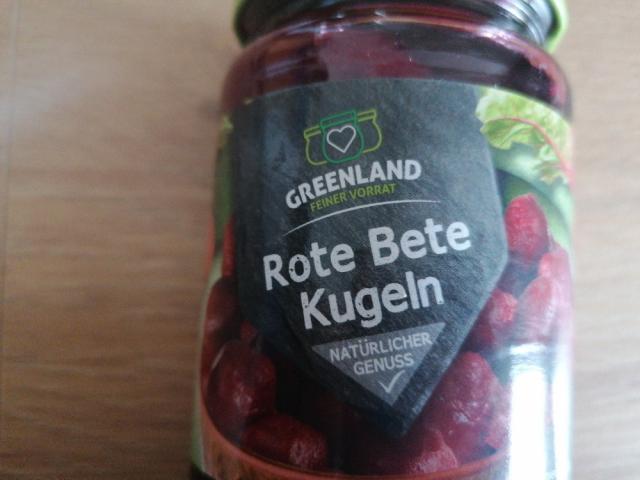 GREENLAND
FEINER VORRAT
Rote Bete
Kugeln
NATÜRLICHER
GENUSS